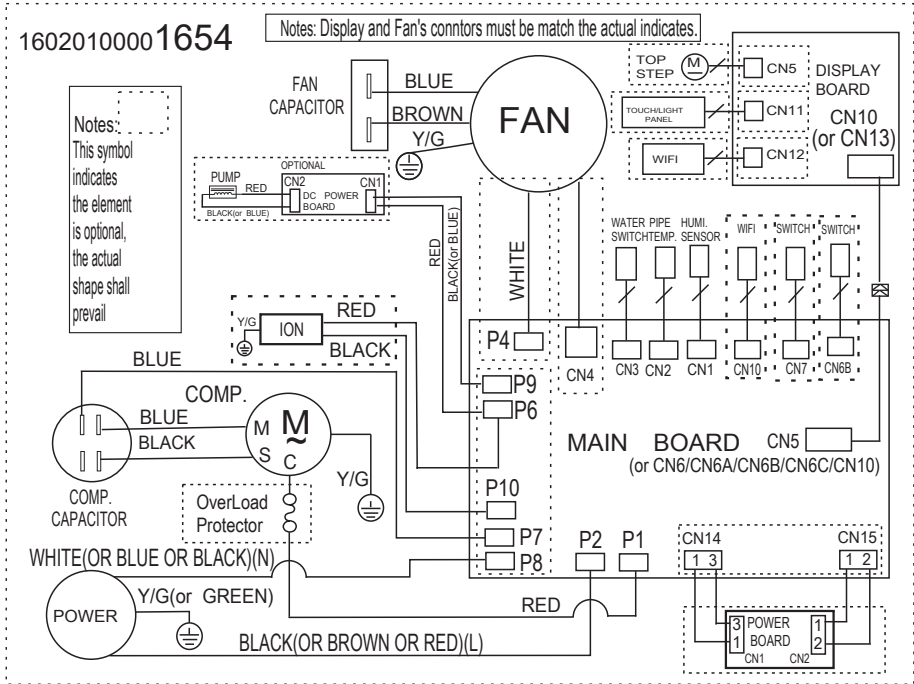 16020100001654
Notes: Display and Fan's conntors must be match the actual indicates.
Notes:
This symbol
indicates
the element
is optional,
the actual
shape shall
prevail
FAN
CAPACITOR
BLUE
BROWN
Y/G
FAN
TOP
STEP
M
CN5
TOUCH/LIGHT
PANEL
CN11
WIFI
CN12
DISPLAY
BOARD
CN10
(or CN13)
OPTIONAL
PUMP
RED
BLACK(or BLUE)
CN2
CN1
DC POWER
BOARD
RED
BLACK(or BLUE)
WHITE
WATER
SWITCH
PIPE
TEMP.
HUMI.
SENSOR
WIFI
SWITCH
SWITCH
Y/G
ION
RED
BLACK
P4
CN4
CN3
CN2
CN1
CN10
CN7
CN6B
P9
P6
P10
P7
P8
P2
P1
MAIN BOARD
CN5
(or CN6/CN6A/CN6B/CN6C/CN10)
BLUE
COMP.
BLUE
BLACK
M
S
C
M
~
Y/G
COMP.
CAPACITOR
OverLoad
Protector
CN14
1 3
CN15
1 2
WHITE(OR BLUE OR BLACK)(N)
POWER
Y/G(or GREEN)
RED
BLACK(OR BROWN OR RED)(L)
3
1
POWER
BOARD
1
2
CN1
CN2